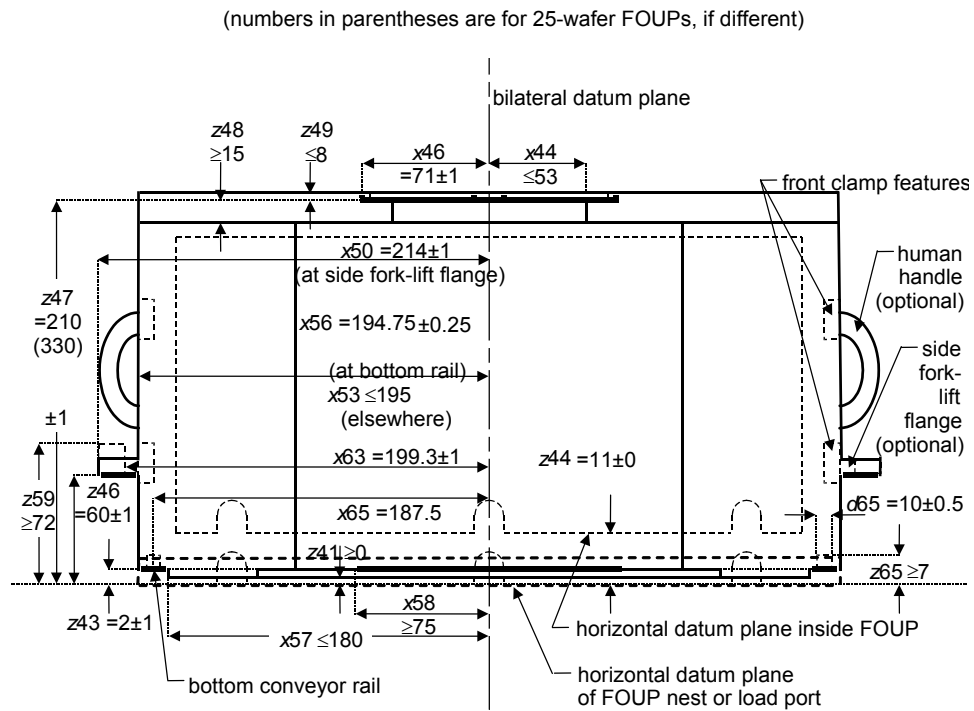 (numbers in parentheses are for 25-wafer FOUPs, if different)
bilateral datum plane
z48
≥15
z49
≤8
x46
=71±1
x44
≤53
front clamp features
x50 =214±1
(at side fork-lift flange)
human
handle
(optional)
z47
=210
(330)
x56 =194.75±0.25
(at bottom rail)
side
fork-
lift
flange
(optional)
x53 ≤195
(elsewhere)
±1
x63 =199.3±1
z44 =11±0
z59
≥72
z46
=60±1
x65 =187.5
d65 =10±0.5
z41 ≥0
z65 ≥7
z43 =2±1
x58
≥75
x57 ≤180
horizontal datum plane inside FOUP
bottom conveyor rail
horizontal datum plane
of FOUP nest or load port